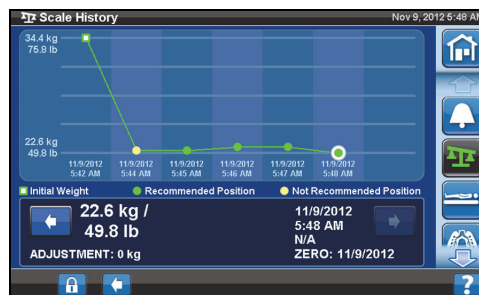 Scale History
Nov 9, 2012 5:48 AM
34.4 kg
75.8 lb
22.6 kg
49.8 lb
11/9/2012 11/9/2012 11/9/2012 11/9/2012 11/9/2012 11/9/2012
5:42 AM 5:44 AM 5:45 AM 5:46 AM 5:47 AM 5:48 AM
Initial Weight Recommended Position Not Recommended Position
22.6 kg /
49.8 lb
ADJUSTMENT: 0 kg
11/9/2012
5:48 AM
N/A
ZERO: 11/9/2012
?